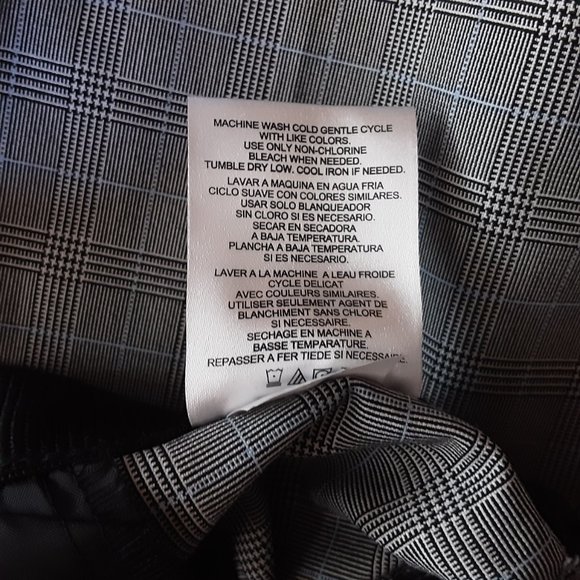 MACHINE WASH COLD GENTLE CYCLE
WITH LIKE COLORS.
USE ONLY NON-CHLORINE
BLEACH WHEN NEEDED.
TUMBLE DRY LOW. COOL IRON IF NEEDED.
LAVAR A MAQUINA EN AGUA FRIA
CICLO SUAVE CON COLORES SIMILARES.
USAR SOLO BLANQUEADOR
SIN CLORO SI ES NECESARIO.
SECAR EN SECADORA
A BAJA TEMPERATURA.
PLANCHA A BAJA TEMPERATURA
SI ES NECESARIO.
LAVER A LA MACHINE A LEAU FROIDE
CYCLE DELICAT
AVEC COULEURS SIMILAIRES.
UTILISER SEULEMENT AGENT DE
BLANCHIMENT SANS CHLORE
SI NECESSAIRE.
SECHAGE EN MACHINE A
BASSE TEMPARATURE.
REPASSER A FER TIEDE SI NECESSAIRE